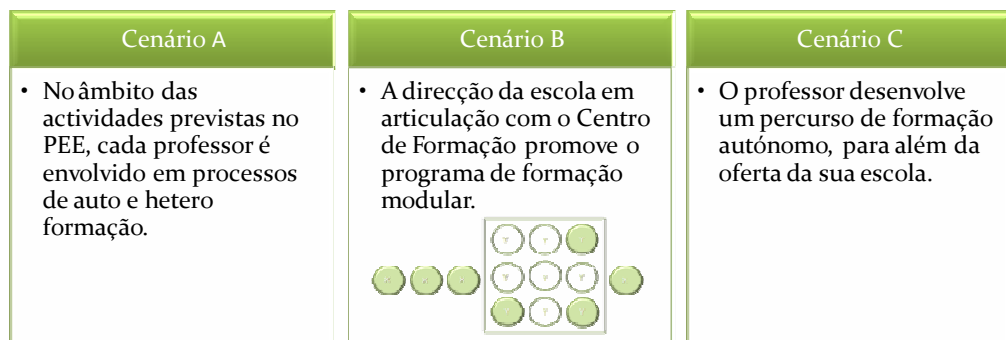 Cenário A
• No âmbito das
actividades previstas no
PEE, cada professor é
envolvido em processos
de auto e hetero
formação.
Cenário B
• A direcção da escola em
articulação com o Centro
de Formação promove o
programa de formação
modular.
Cenário C
• O professor desenvolve
um percurso de formação
autónomo, para além da
oferta da sua escola.